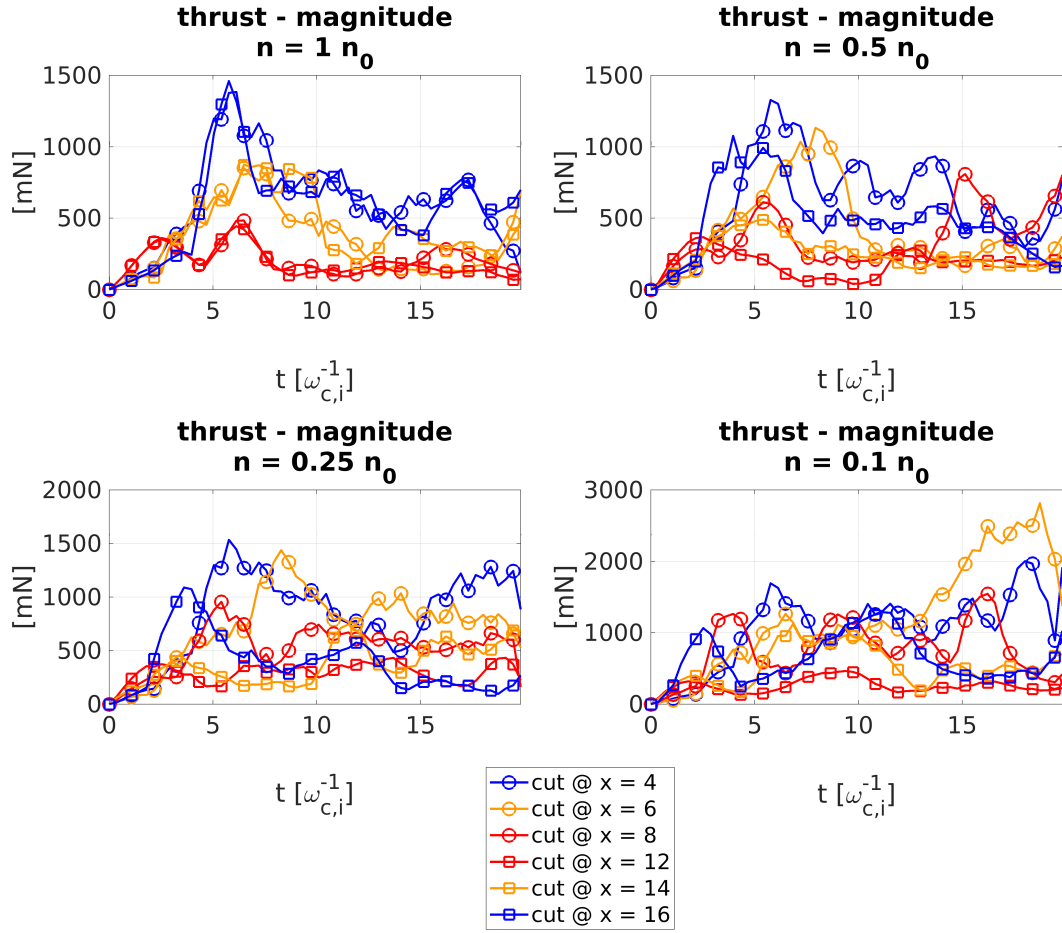 thrust - magnitude
n = 1 n0
1500
1000
500
0
[mN]
0 5 10 15
t [ω-1c,i]
thrust - magnitude
n = 0.5 n0
1500
1000
500
0
[mN]
0 5 10 15
t [ω-1c,i]
thrust - magnitude
n = 0.25 n0
2000
1500
1000
500
0
[mN]
0 5 10 15
t [ω-1c,i]
thrust - magnitude
n = 0.1 n0
3000
2000
1000
0
[mN]
0 5 10 15
t [ω-1c,i]
cut @ x = 4
cut @ x = 6
cut @ x = 8
cut @ x = 12
cut @ x = 14
cut @ x = 16